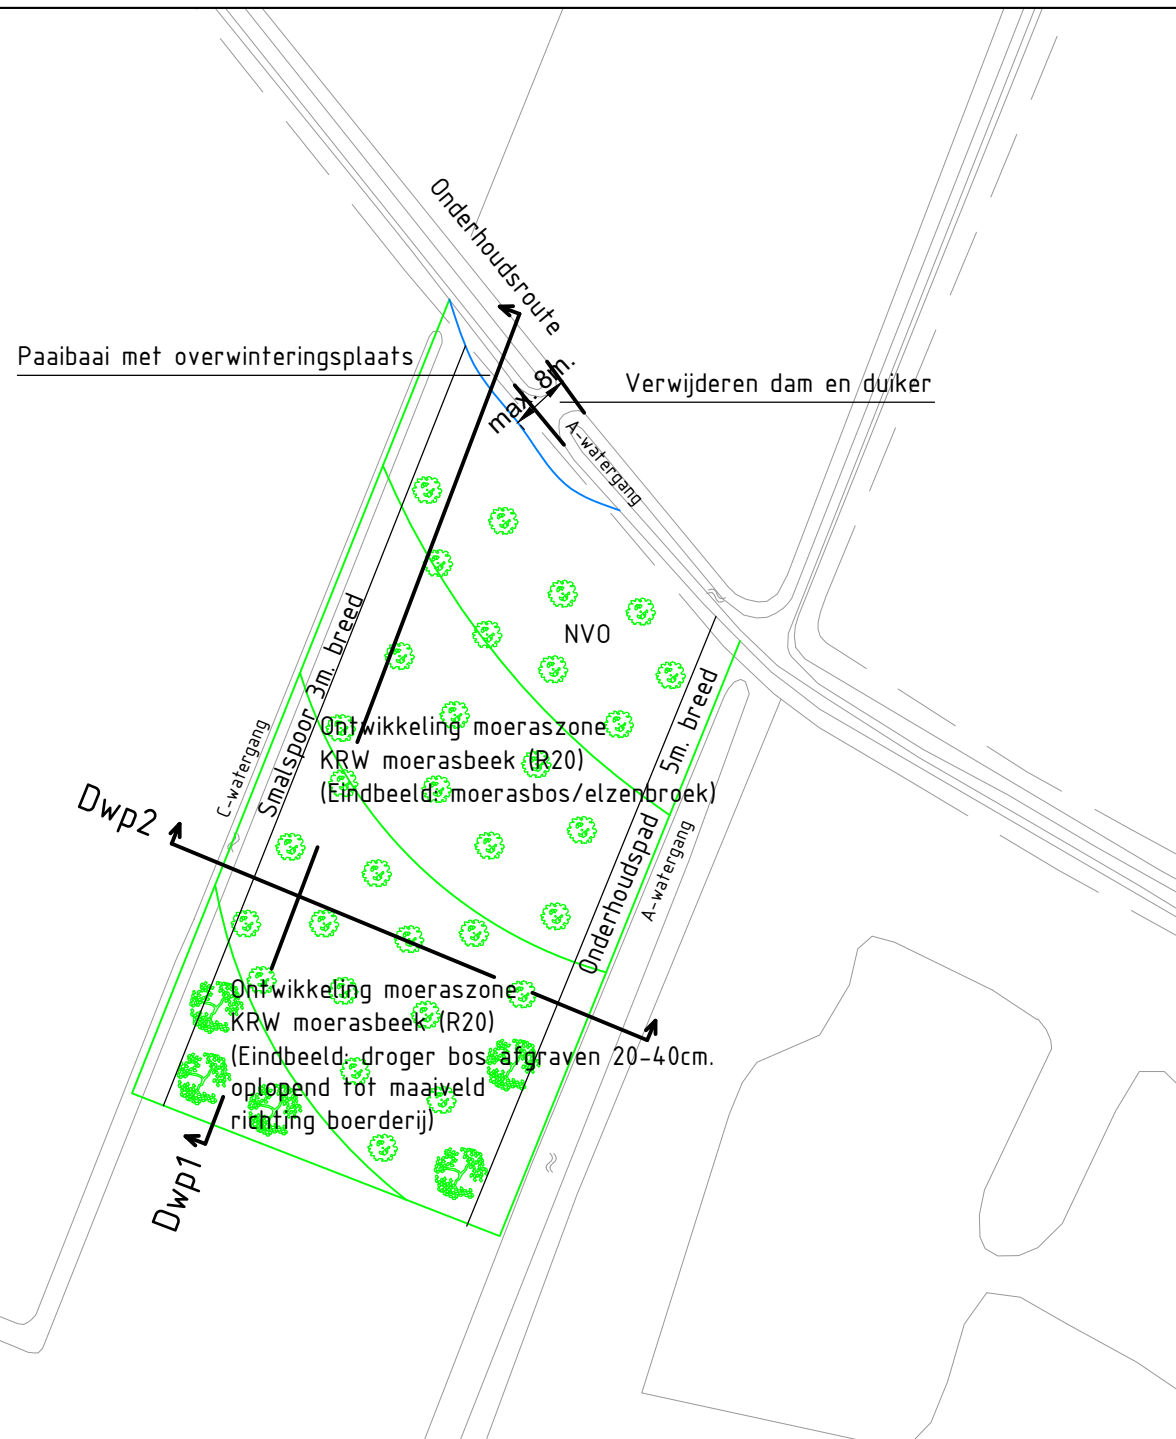 Onderhoudsroute
Paaibaai met overwinteringsplaats
max. 8m.
Verwijderen dam en duiker
A-watergang
NVO
Smalspoor 3m. breed
C-watergang
Onderhoudspad 5m. breed
A-watergang
Ontwikkeling moeraszone
KRW moerasbeek (R20)
(Eindbeeld: moerasbos/elzenbroek)
Dwp2
Ontwikkeling moeraszone
KRW moerasbeek (R20)
(Eindbeeld: droger bos afgraven 20-40cm.
oplopend tot maaiveld
richting boerderij)
Dwp1